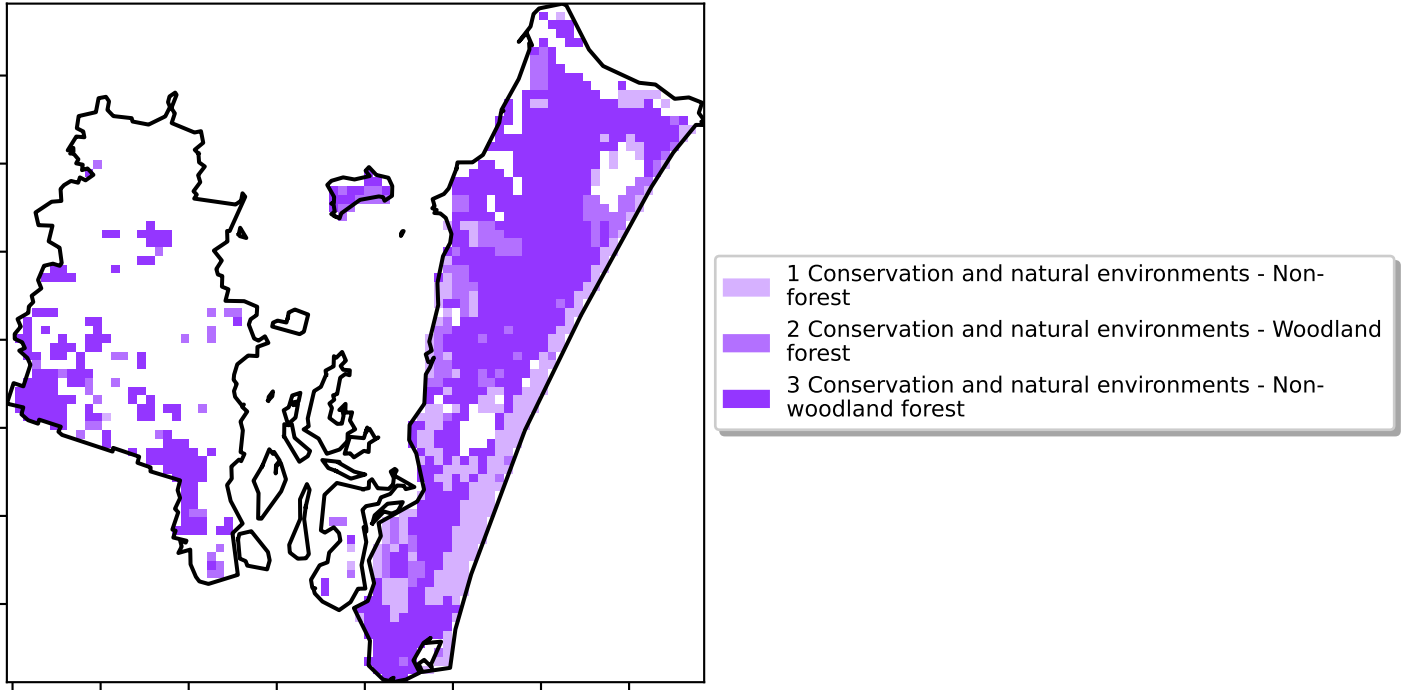 1 Conservation and natural environments - Non-
forest
2 Conservation and natural environments - Woodland
forest
3 Conservation and natural environments - Non-
woodland forest